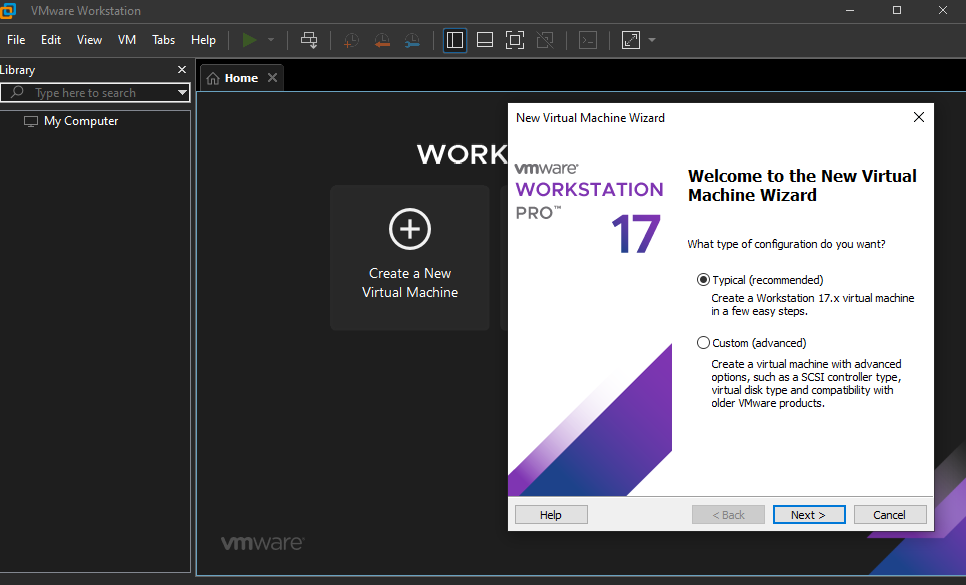 VMware Workstation
File Edit View VM Tabs Help
Library
Type here to search
My Computer
Home
WORK
Create a New
Virtual Machine
vmware
New Virtual Machine Wizard
vmware
WORKSTATION
PRO™
17
Welcome to the New Virtual
Machine Wizard
What type of configuration do you want?
Typical (recommended)
Create a Workstation 17.x virtual machine
in a few easy steps.
Custom (advanced)
Create a virtual machine with advanced
options, such as a SCSI controller type,
virtual disk type and compatibility with
older VMware products.
Help
< Back
Next >
Cancel